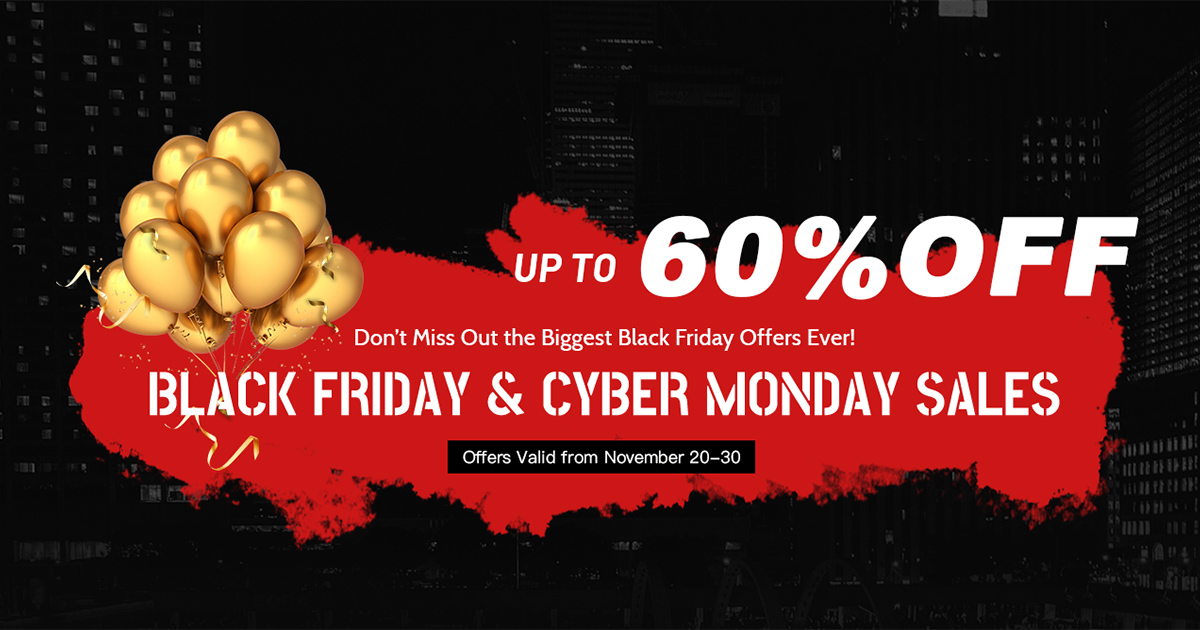 UP TO 60%OFF
Don't Miss Out the Biggest Black Friday Offers Ever!
BLACK FRIDAY & CYBER MONDAY SALES
Offers Valid from November 20-30